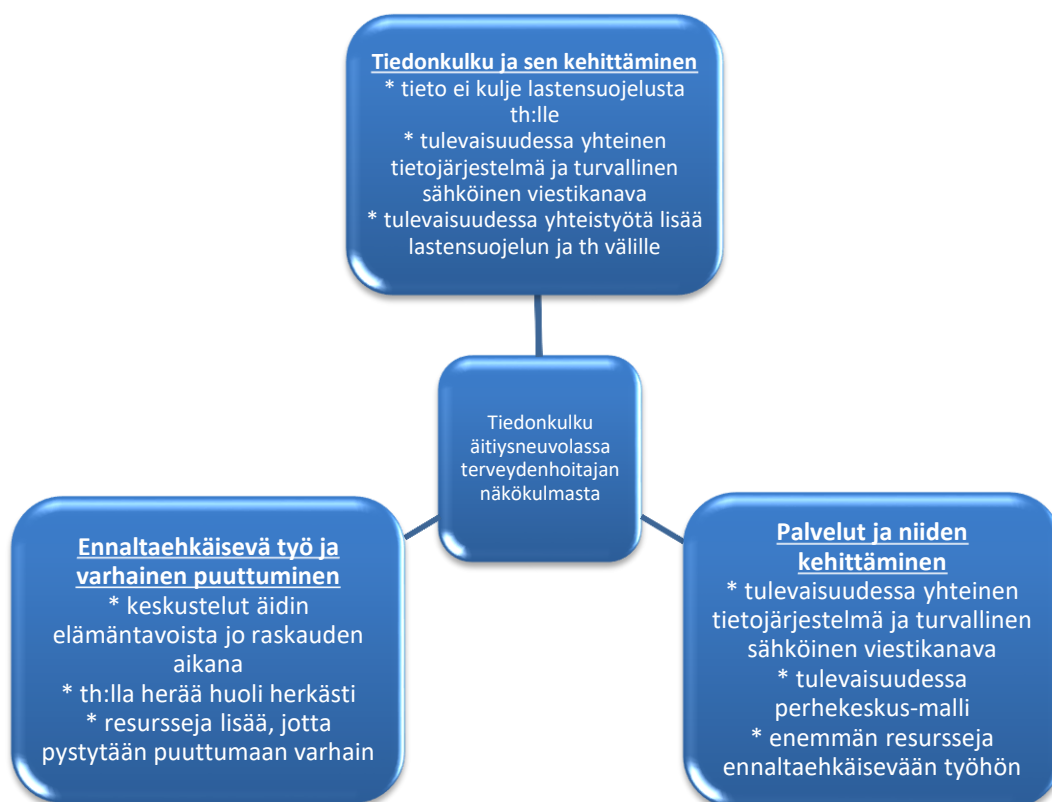 Tiedonkulku ja sen kehittäminen
* tieto ei kulje lastensuojelusta
th:lle
* tulevaisuudessa yhteinen
tietojärjestelmä ja turvallinen
sähköinen viestikanava
* tulevaisuudessa yhteistyötä lisää
lastensuojelun ja th välille
Tiedonkulku
äitiysneuvolassa
terveydenhoitajan
näkökulmasta
Ennaltaehkäisevä työ ja
varhainen puuttuminen
* keskustelut äidin
elämäntavoista jo raskauden
aikana
* th:lla herää huoli herkästi
* resursseja lisää, jotta
pystytään puuttumaan varhain
Palvelut ja niiden
kehittäminen
* tulevaisuudessa yhteinen
tietojärjestelmä ja turvallinen
sähköinen viestikanava
* tulevaisuudessa
perhekeskus-malli
* enemmän resursseja
ennaltaehkäisevään työhön